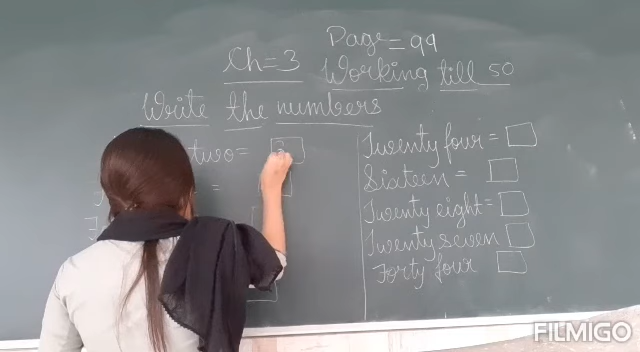 Page = 99
Ch = 3 Working till 50
Write the numbers
two =
=
Twenty four =
Sixteen =
Twenty eight =
Twenty seven
Forty four
FILMIGO